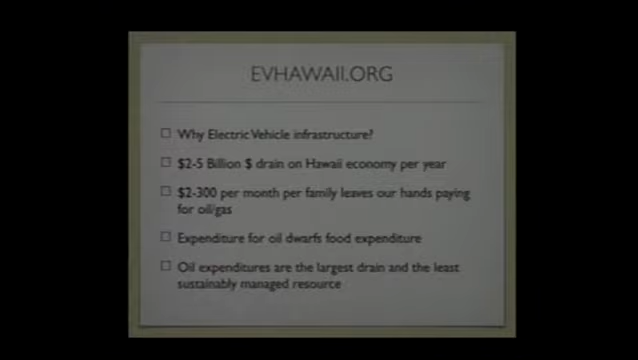 EVHAWAII.ORG
Why Electric Vehicle infrastructure?
$2-5 Billion $ drain on Hawaii economy per year
$2-300 per month per family leaves our hands paying
for oil/gas
Expenditure for oil dwarfs food expenditure
Oil expenditures are the largest drain and the least
sustainably managed resource